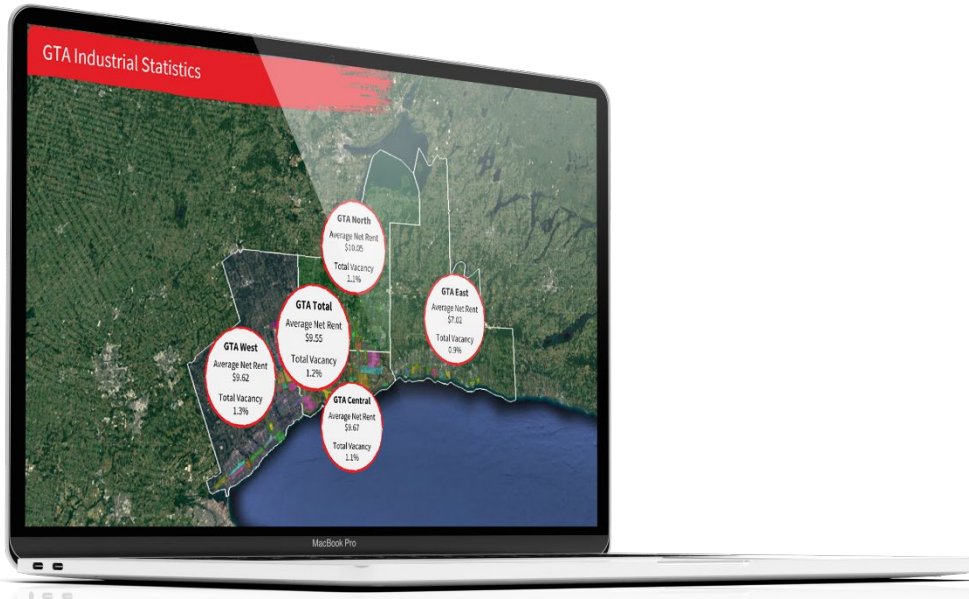 GTA Industrial Statistics
GTA North
Average Net Rent
$10.05
Total Vacancy
1.1%
GTA East
Average Net Rent
$7.02
Total Vacancy
0.9%
GTA Total
Average Net Rent
$9.55
Total Vacancy
1.2%
GTA West
Average Net Rent
$9.62
Total Vacancy
1.3%
GTA Central
Average Net Rent
$9.67
Total Vacancy
1.1%
MacBook Pro